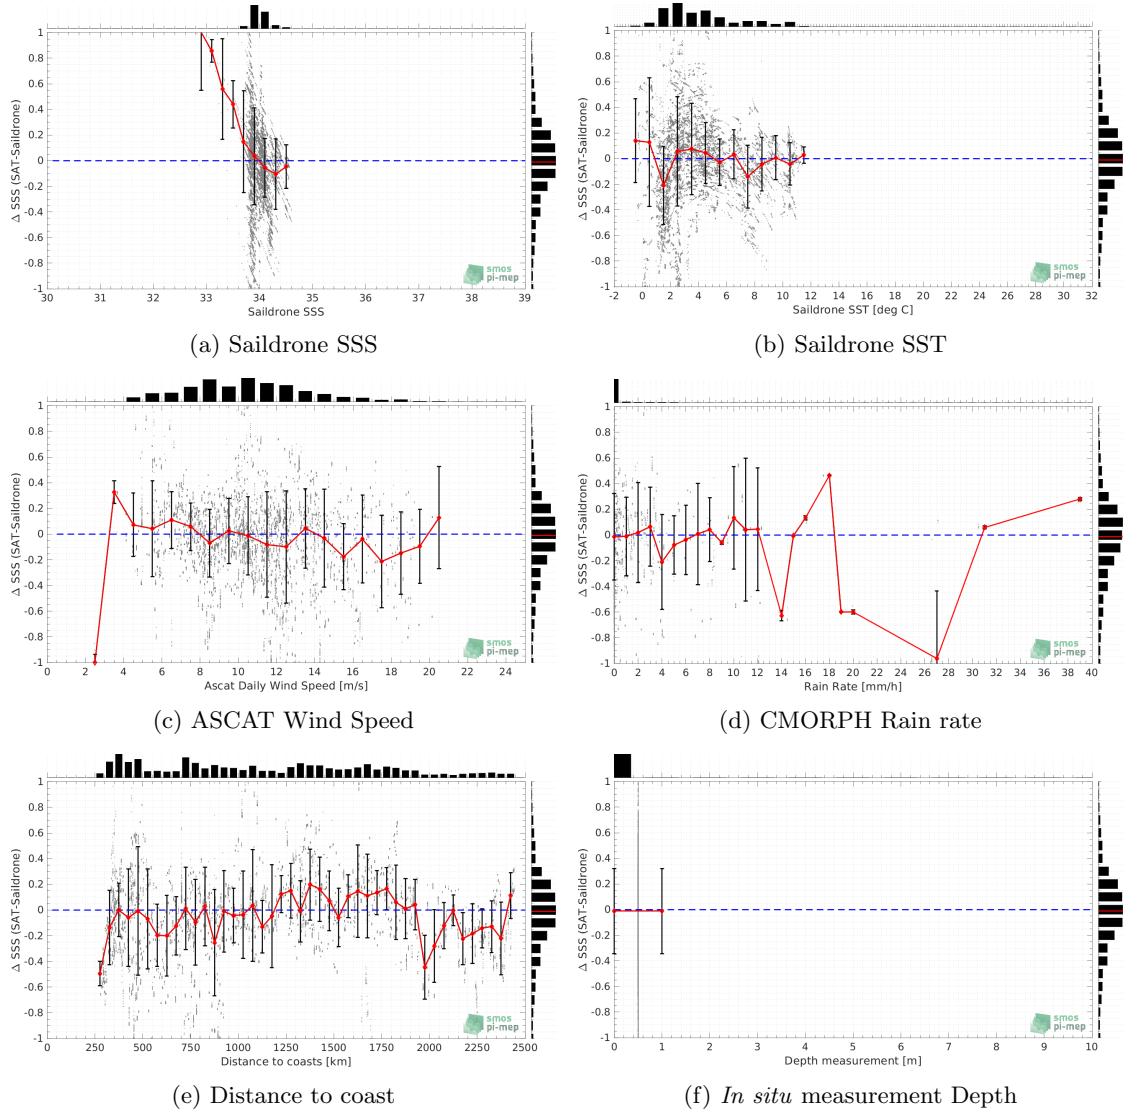 1
0.8
0.6
0.4
0.2
0
-0.2
-0.4
-0.6
-0.8
-1
Δ SSS (SAT-Saildrone)
30 31 32 33 34 35 36 37 38 39
Saildrone SSS
smos
pi-mep
(a) Saildrone SSS
1
0.8
0.6
0.4
0.2
0
-0.2
-0.4
-0.6
-0.8
-1
Δ SSS (SAT-Saildrone)
-2 0 2 4 6 8 10 12 14 16 18 20 22 24 26 28 30 32
Saildrone SST [deg C]
smos
pi-mep
(b) Saildrone SST
1
0.8
0.6
0.4
0.2
0
-0.2
-0.4
-0.6
-0.8
-1
Δ SSS (SAT-Saildrone)
0 2 4 6 8 10 12 14 16 18 20 22 24
Ascat Daily Wind Speed [m/s]
smos
pi-mep
(c) ASCAT Wind Speed
1
0.8
0.6
0.4
0.2
0
-0.2
-0.4
-0.6
-0.8
-1
Δ SSS (SAT-Saildrone)
0 2 4 6 8 10 12 14 16 18 20 22 24 26 28 30 32 34 36 38 40
Rain Rate [mm/h]
smos
pi-mep
(d) CMORPH Rain rate
1
0.8
0.6
0.4
0.2
0
-0.2
-0.4
-0.6
-0.8
-1
Δ SSS (SAT-Saildrone)
0 250 500 750 1000 1250 1500 1750 2000 2250 2500
Distance to coasts [km]
smos
pi-mep
(e) Distance to coast
1
0.8
0.6
0.4
0.2
0
-0.2
-0.4
-0.6
-0.8
-1
Δ SSS (SAT-Saildrone)
0 1 2 3 4 5 6 7 8 9 10
Depth measurement [m]
smos
pi-mep
(f) In situ measurement Depth